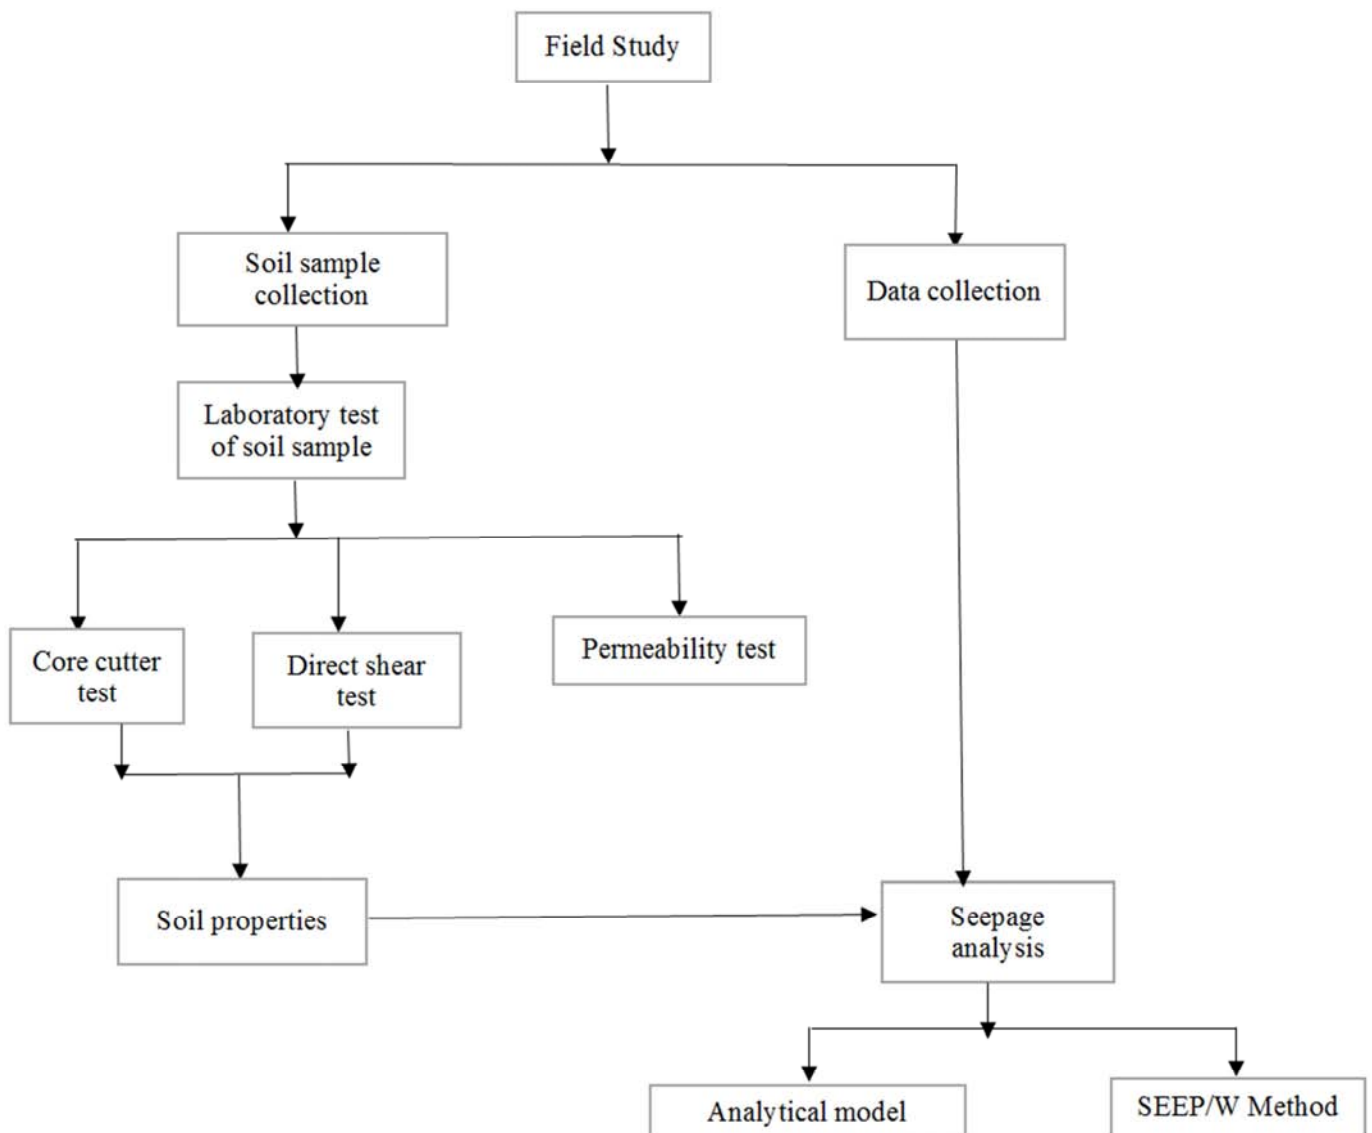 Field Study
Soil sample
collection
Data collection
Laboratory test
of soil sample
Core cutter
test
Direct shear
test
Permeability test
Soil properties
Seepage
analysis
Analytical model
SEEP/W Method